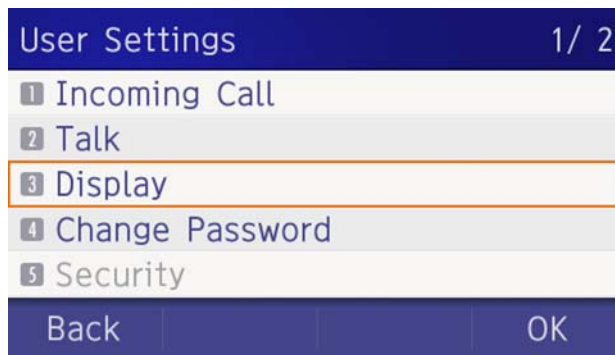 User Settings 1/ 2
1 Incoming Call
2 Talk
3 Display
4 Change Password
5 Security
Back OK